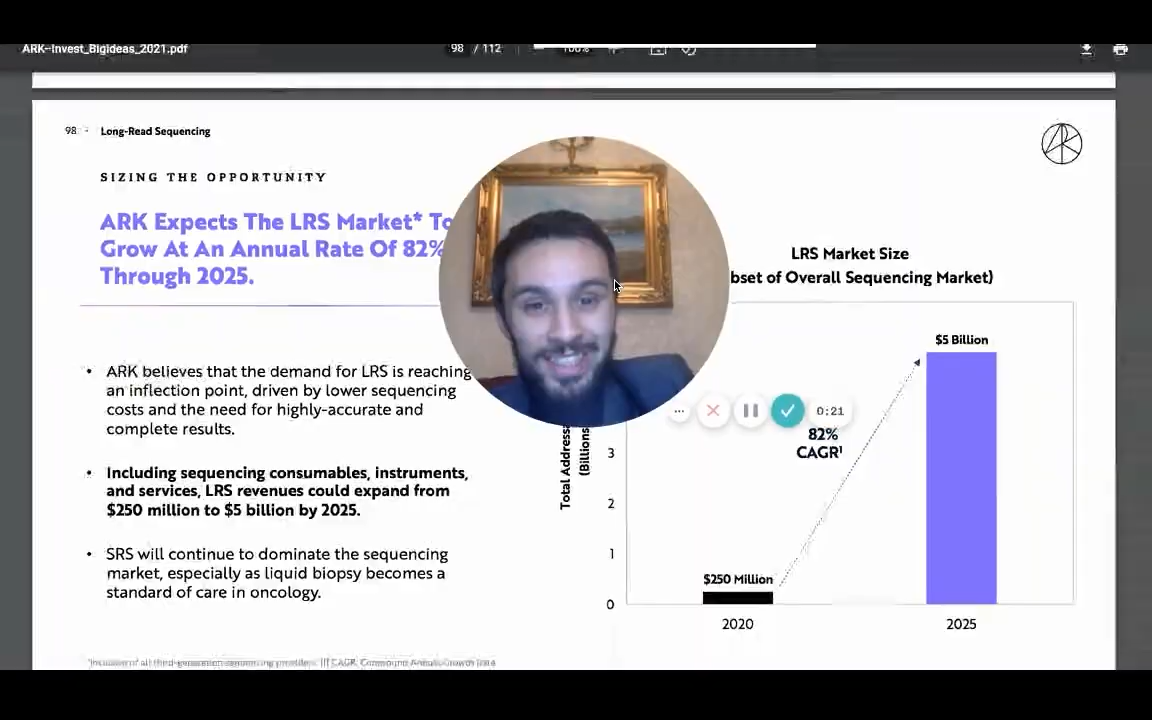 ARK-Invest_BigIdeas_2021.pdf
98 / 112
100%
98 - Long-Read Sequencing
SIZING THE OPPORTUNITY
ARK Expects The LRS Market* To
Grow At An Annual Rate Of 82%
Through 2025.
ARK believes that the demand for LRS is reaching
an inflection point, driven by lower sequencing
costs and the need for highly-accurate and
complete results.
Including sequencing consumables, instruments,
and services, LRS revenues could expand from
$250 million to $5 billion by 2025.
SRS will continue to dominate the sequencing
market, especially as liquid biopsy becomes a
standard of care in oncology.
LRS Market Size
bset of Overall Sequencing Market)
$5 Billion
0:21
82%
CAGR¹
Total Addressa
(Billions
3
2
1
0
$250 Million
2020
2025